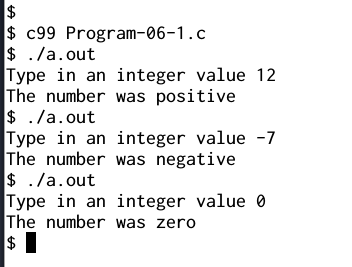 $
$ c99 Program-06-1.c
$ ./a.out
Type in an integer value 12
The number was positive
$ ./a.out
Type in an integer value -7
The number was negative
$ ./a.out
Type in an integer value 0
The number was zero
$